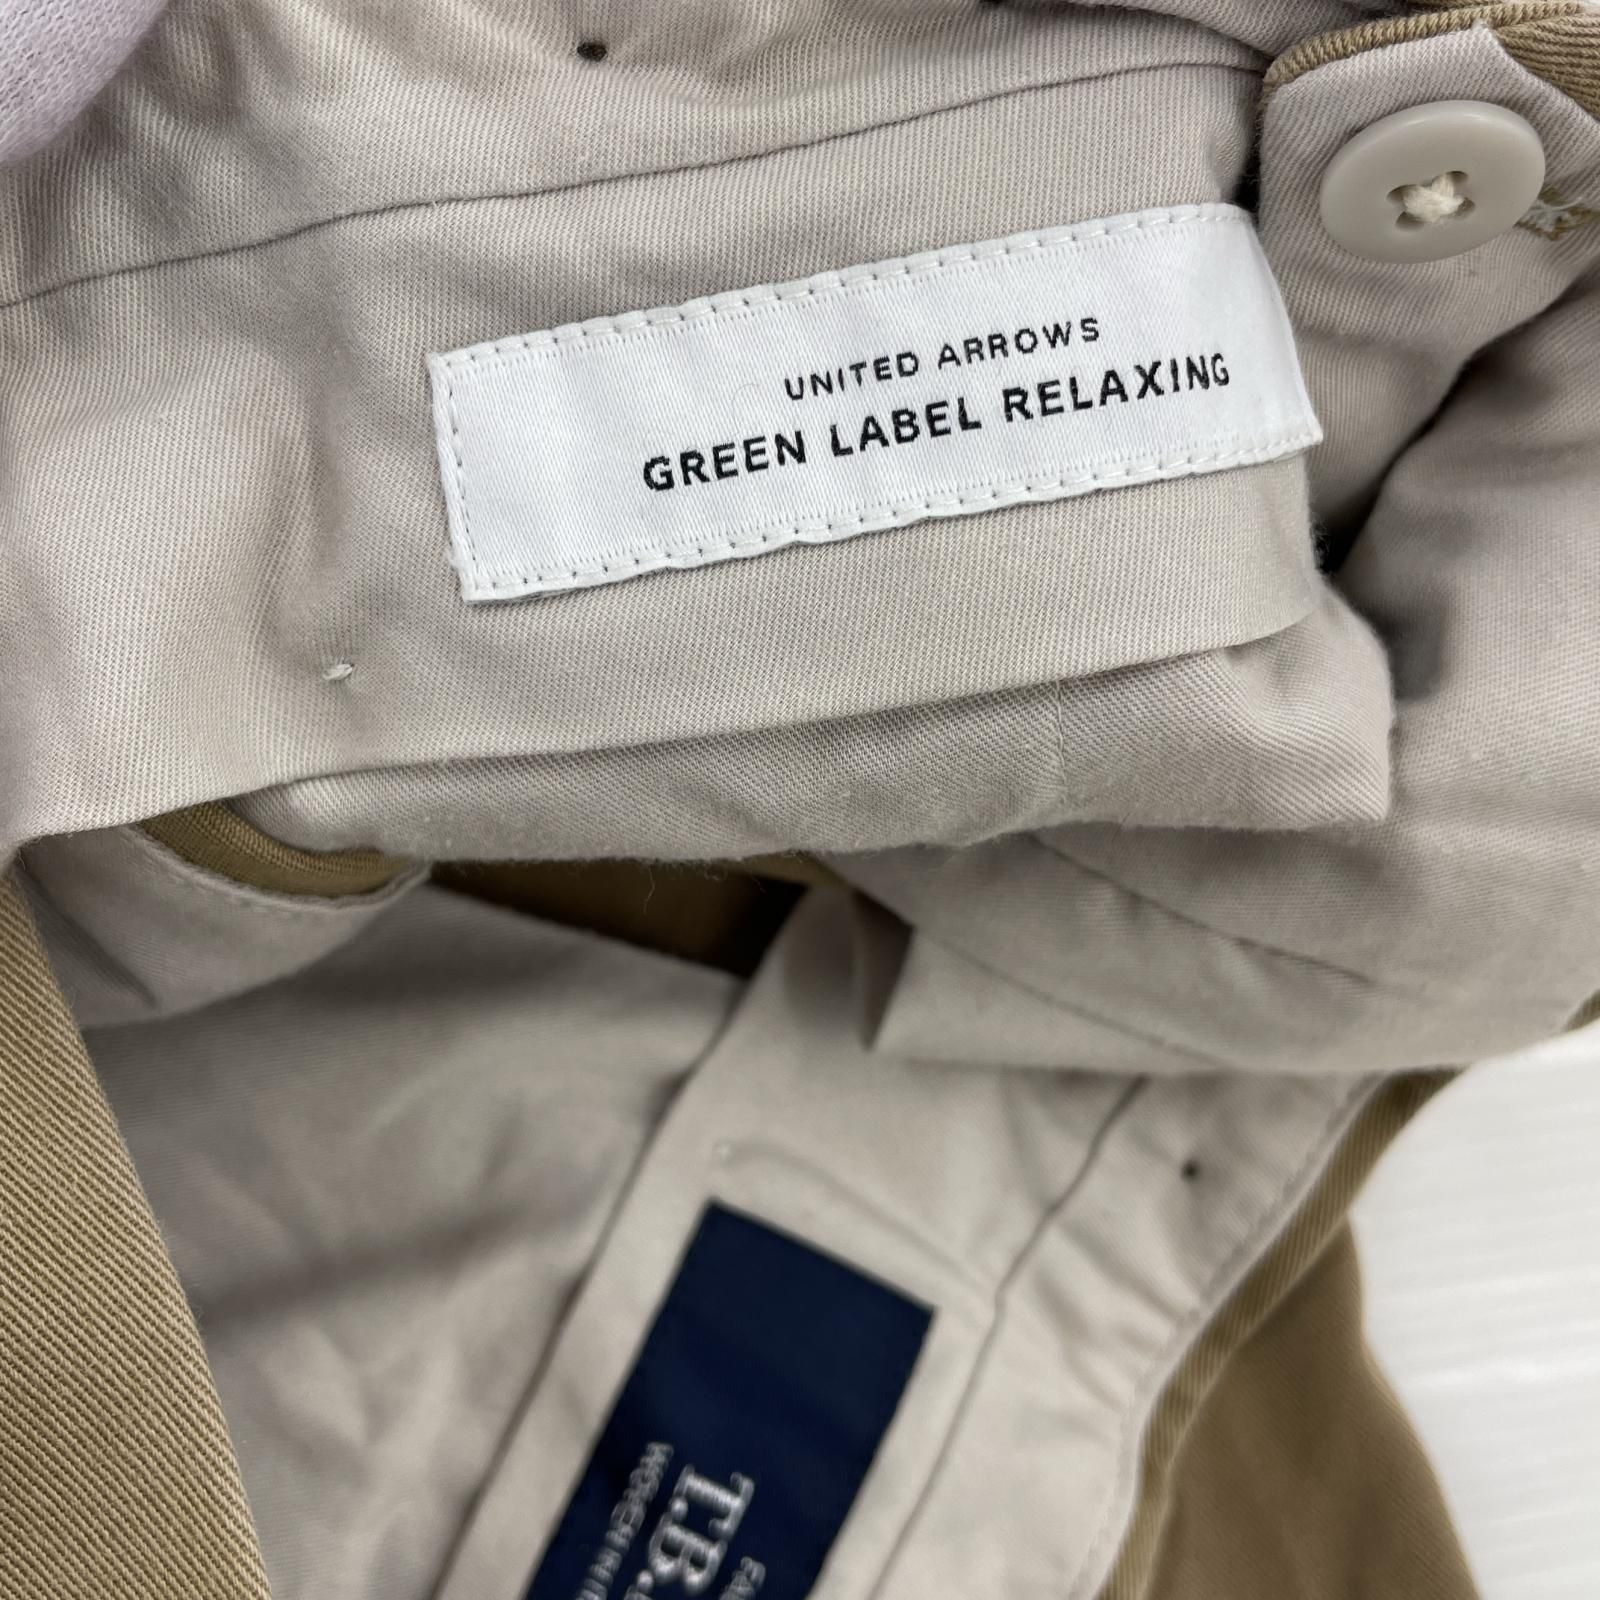 UNITED ARROWS
GREEN LABEL RELAXING
T.B.